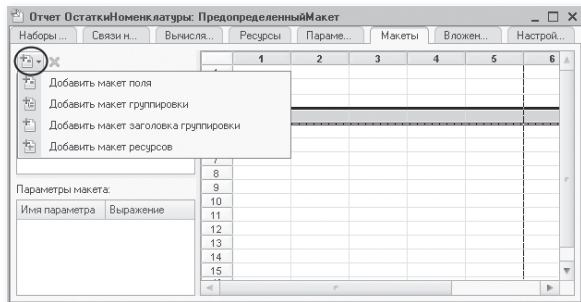 Отчет ОстаткиНоменклатуры: ПредопределенныйМакет
Наборы ... Связи н... Вычисля... Ресурсы Параме... Макеты Вложен... Настрой...
1 2 3 4 5 6
Добавить макет поля
Добавить макет группировки
Добавить макет заголовка группировки
Добавить макет ресурсов
8
Параметры макета:
9
Имя параметра Выражение
10
11
12
13
14
15